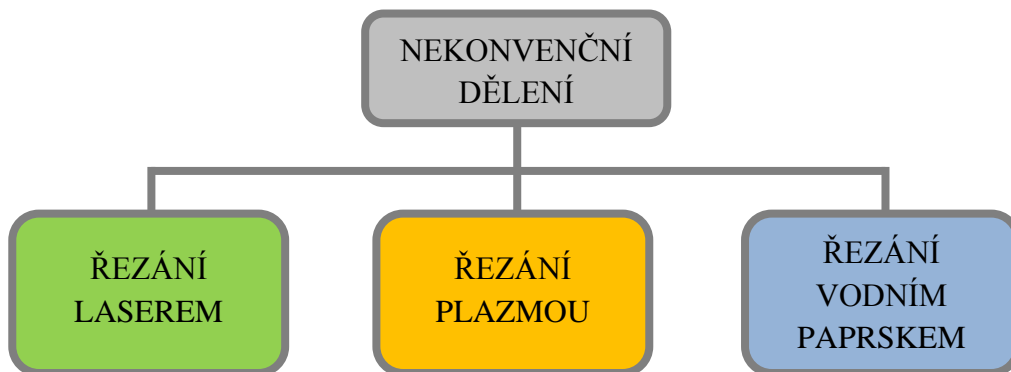 NEKONVENČNÍ
DĚLENÍ
ŘEZÁNÍ
LASEREM
ŘEZÁNÍ
PLAZMOU
ŘEZÁNÍ
VODNÍM
PAPRSKEM